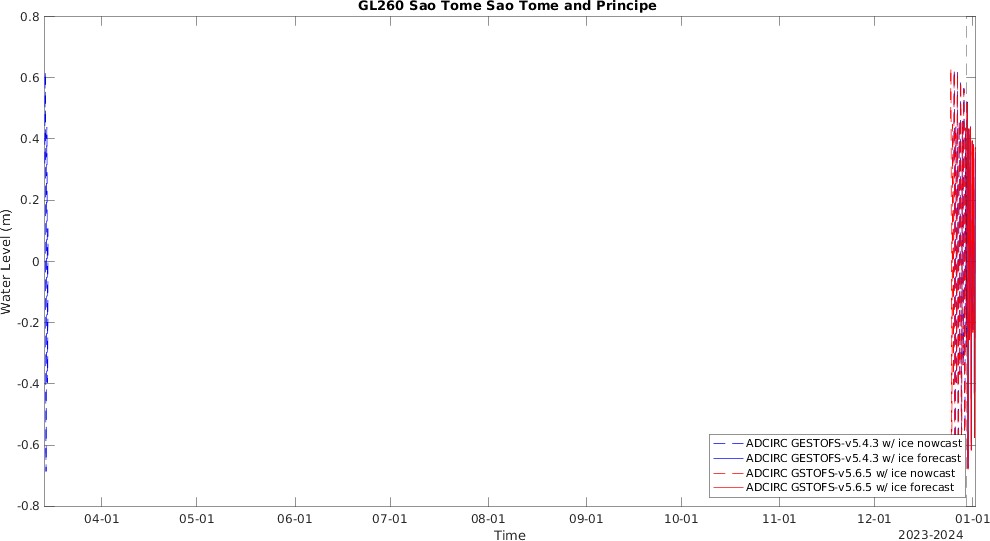 GL260 Sao Tome Sao Tome and Principe
0.8
0.6
0.4
0.2
0
-0.2
-0.4
-0.6
-0.8
Water Level (m)
ADCIRC GESTOFS-v5.4.3 w/ ice nowcast
ADCIRC GESTOFS-v5.4.3 w/ ice forecast
ADCIRC GSTOFS-v5.6.5 w/ ice nowcast
ADCIRC GSTOFS-v5.6.5 w/ ice forecast
04-01 05-01 06-01 07-01 08-01 09-01 10-01 11-01 12-01 01-01
Time
2023-2024